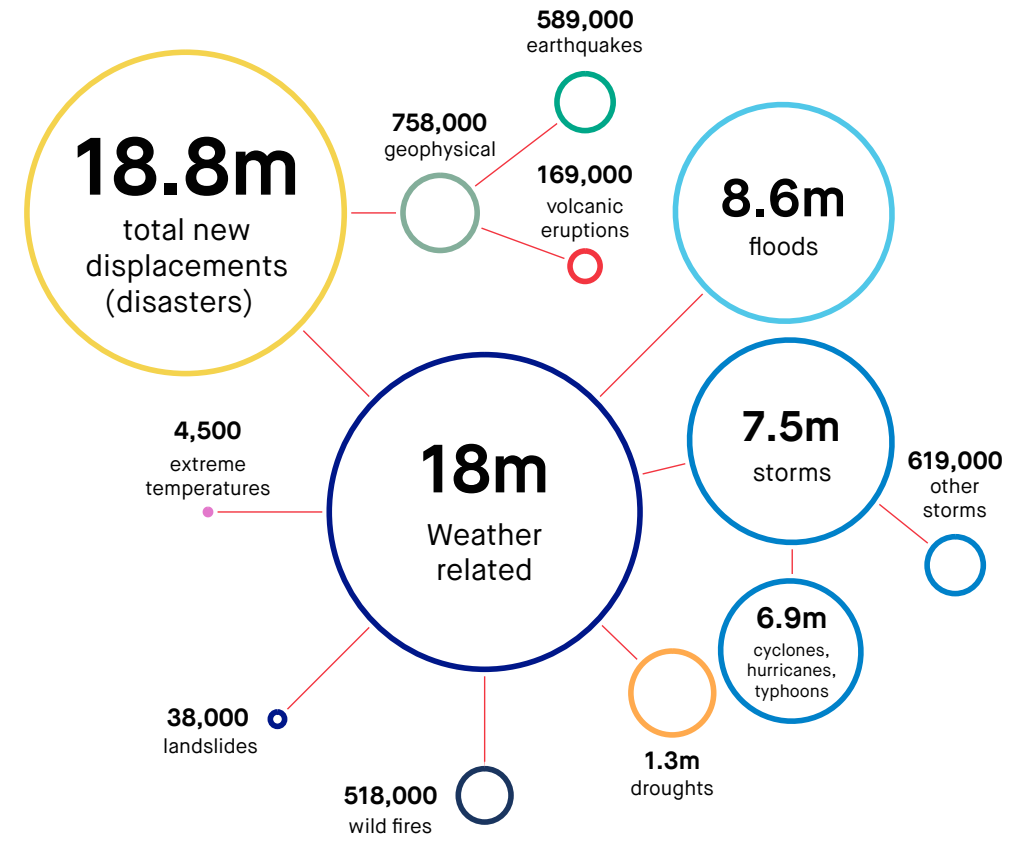 589,000
earthquakes
758,000
geophysical
169,000
volcanic
eruptions
18.8m
total new
displacements
(disasters)
8.6m
floods
18m
Weather
related
7.5m
storms
619,000
other
storms
6.9m
cyclones,
hurricanes,
typhoons
4,500
extreme
temperatures
38,000
landslides
518,000
wild fires
1.3m
droughts